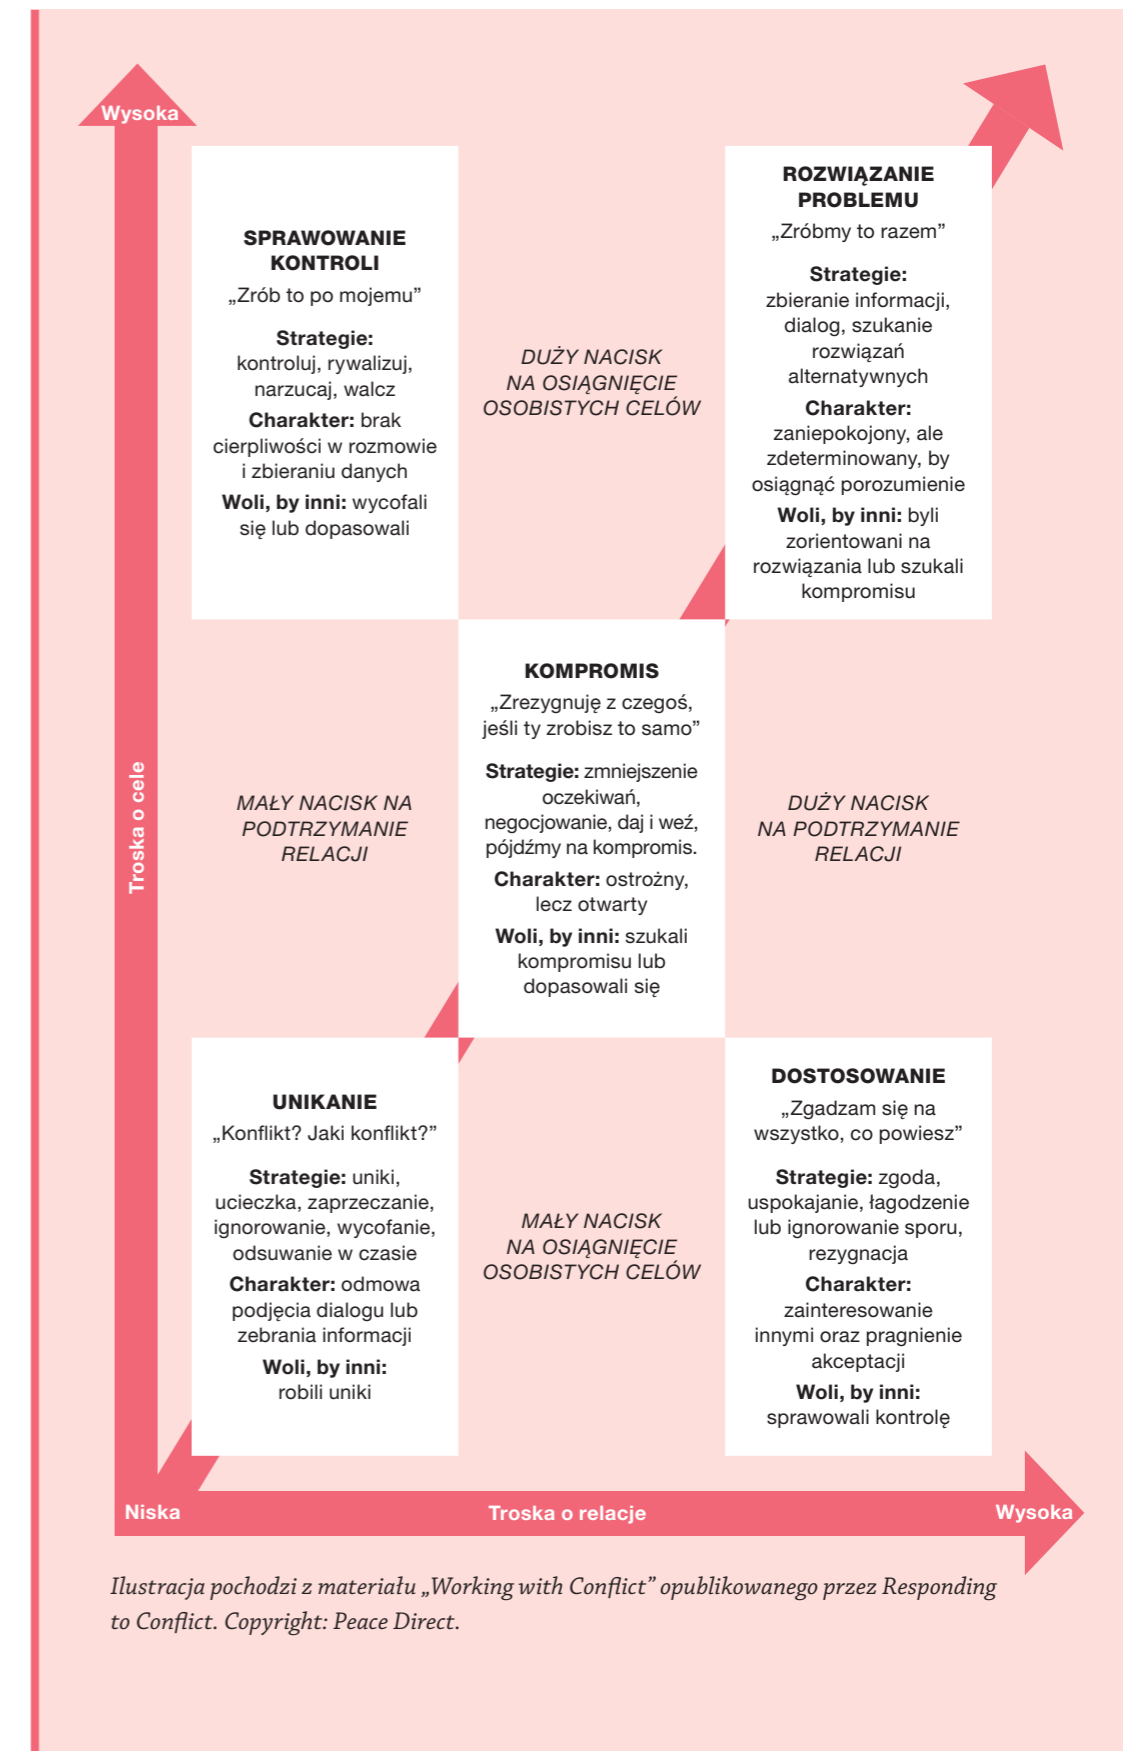 Wysoka
SPRAWOWANIE
KONTROLI
„Zrób to po mojemu”
Strategie:
kontroluj, rywalizuj,
narzucaj, walcz
Charakter: brak
cierpliwości w rozmowie
i zbieraniu danych
Woli, by inni: wycofali
się lub dopasowali
DUŻY NACISK
NA OSIĄGNIĘCIE
OSOBISTYCH CELÓW
ROZWIĄZANIE
PROBLEMU
„Zróbmy to razem”
Strategie:
zbieranie informacji,
dialog, szukanie
rozwiązań
alternatywnych
Charakter:
zaniepokojony, ale
zdeterminowany, by
osiągnąć porozumienie
Woli, by inni: byli
zorientowani na
rozwiązania lub szukali
kompromisu
Troska o cele
MAŁY NACISK NA
PODTRZYMANIE
RELACJI
KOMPROMIS
„Zrezygnuję z czegoś,
jeśli ty zrobisz to samo”
Strategie: zmniejszenie
oczekiwań,
negocjowanie, daj i weź,
pójdźmy na kompromis.
Charakter: ostrożny,
lecz otwarty
Woli, by inni: szukali
kompromisu lub
dopasowali się
DUŻY NACISK
NA PODTRZYMANIE
RELACJI
UNIKANIE
„Konflikt? Jaki konflikt?”
Strategie: uniki,
ucieczka, zaprzeczanie,
ignorowanie, wycofanie,
odsuwanie w czasie
Charakter: odmowa
podjęcia dialogu lub
zebrania informacji
Woli, by inni:
robili uniki
MAŁY NACISK
NA OSIĄGNIĘCIE
OSOBISTYCH CELÓW
DOSTOSOWANIE
„Zgadzam się na
wszystko, co powiesz”
Strategie: zgoda,
uspokajanie, łagodzenie
lub ignorowanie sporu,
rezygnacja
Charakter:
zainteresowanie
innymi oraz pragnienie
akceptacji
Woli, by inni:
sprawowali kontrolę
Niska
Troska o relacje
Wysoka
Ilustracja pochodzi z materiału „Working with Conflict” opublikowanego przez Responding
to Conflict. Copyright: Peace Direct.